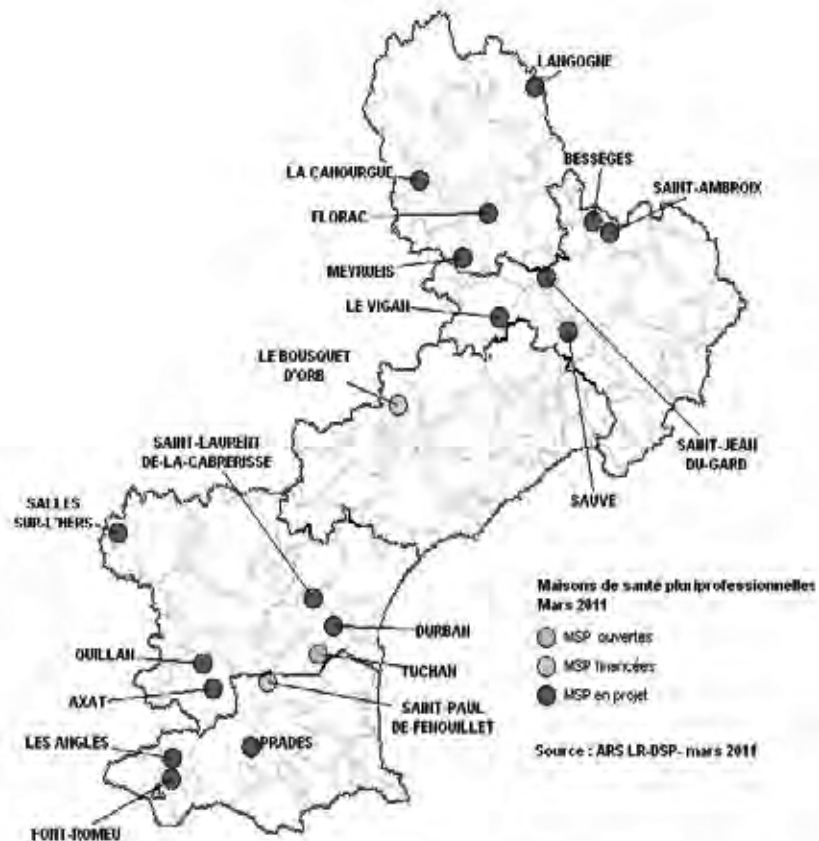 LANGOGNE
BESSEGES
LA CANOURGUE
SAINT-AMBROIX
FLORAC
MEYRUEIS
LE VIGAN
LE BOUSQUET
D'ORB
SAINT-LAURENT
DE-LA-CABRERISSE
SAINT-JEAN
DU-GARD
SAUVE
SALLES
SUR-L'HERS
Maisons de santé pluriprofessionnelles
Mars 2011
MSP ouvertes
MSP financées
MSP en projet
DURBAN
QUILLAN
TUCHAN
AXAT
SAINT-PAUL
DE-FENOUILLET
LES ANGLES
PRADES
Source : ARS LR-DSP- mars 2011
FONT-ROMEU